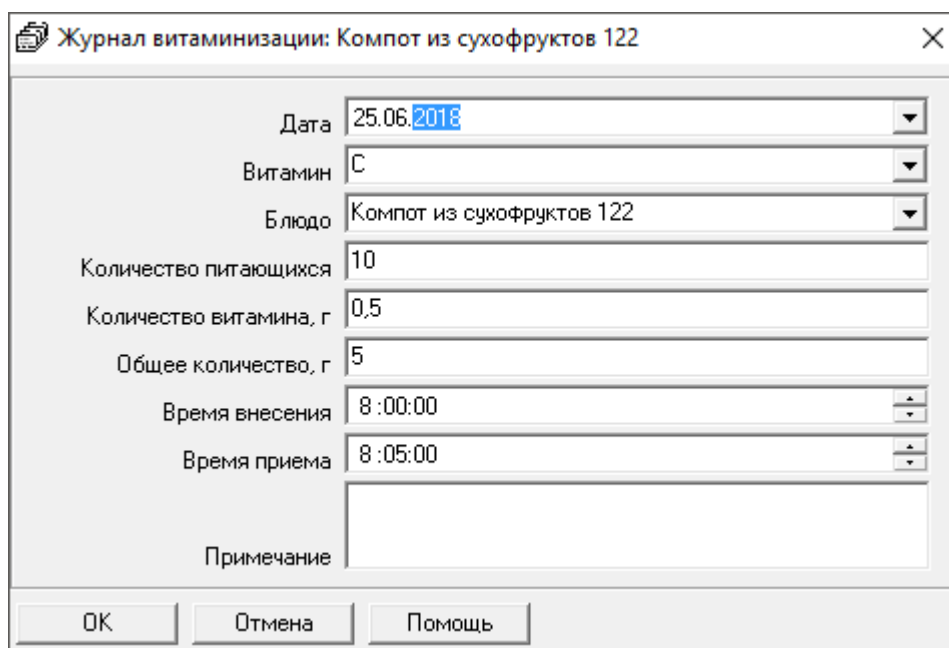 Журнал витаминизации: Компот из сухофруктов 122
Дата 25.06.2018
Витамин C
Блюдо Компот из сухофруктов 122
Количество питающихся 10
Количество витамина, г 0,5
Общее количество, г 5
Время внесения 8:00:00
Время приема 8:05:00
Примечание
OK Отмена Помощь